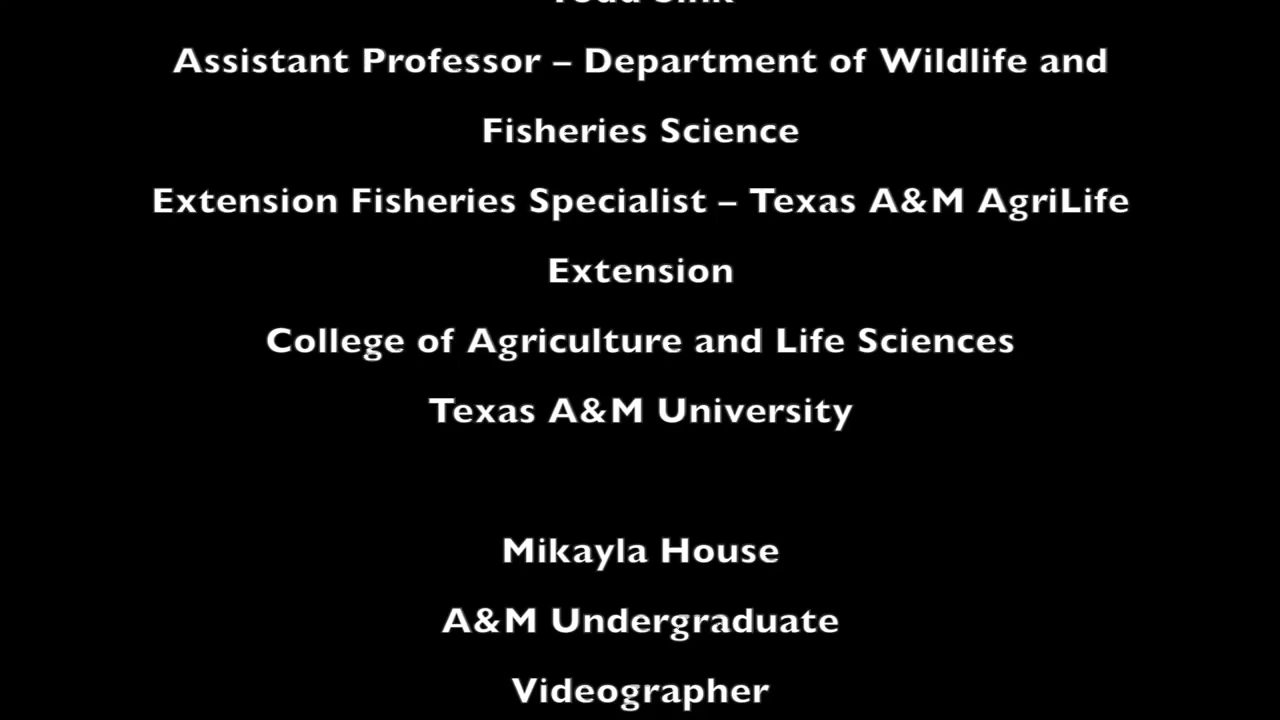 Assistant Professor – Department of Wildlife and
Fisheries Science
Extension Fisheries Specialist – Texas A&M AgriLife
Extension
College of Agriculture and Life Sciences
Texas A&M University
Mikayla House
A&M Undergraduate
Videographer